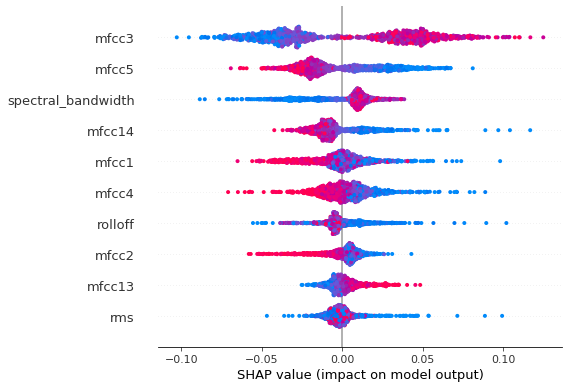 mfcc3
mfcc5
spectral_bandwidth
mfcc14
mfcc1
mfcc4
rolloff
mfcc2
mfcc13
rms
−0.10 −0.05 0.00 0.05 0.10
SHAP value (impact on model output)